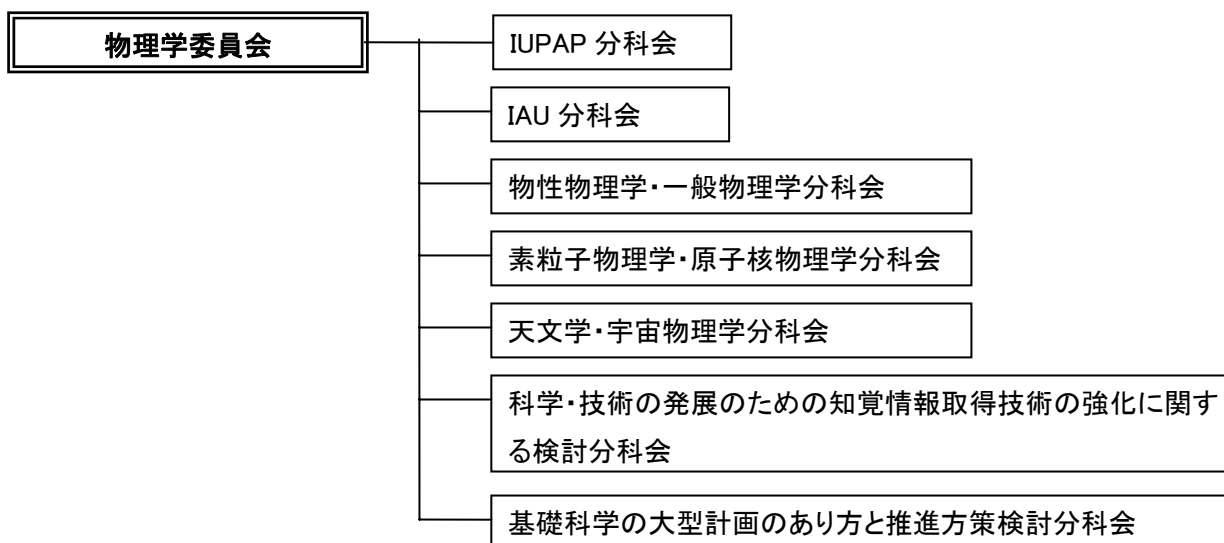 物理学委員会
IUPAP 分科会
IAU 分科会
物性物理学・一般物理学分科会
素粒子物理学・原子核物理学分科会
天文学・宇宙物理学分科会
科学・技術の発展のための知覚情報取得技術の強化に関す
る検討分科会
基礎科学の大型計画のあり方と推進方策検討分科会